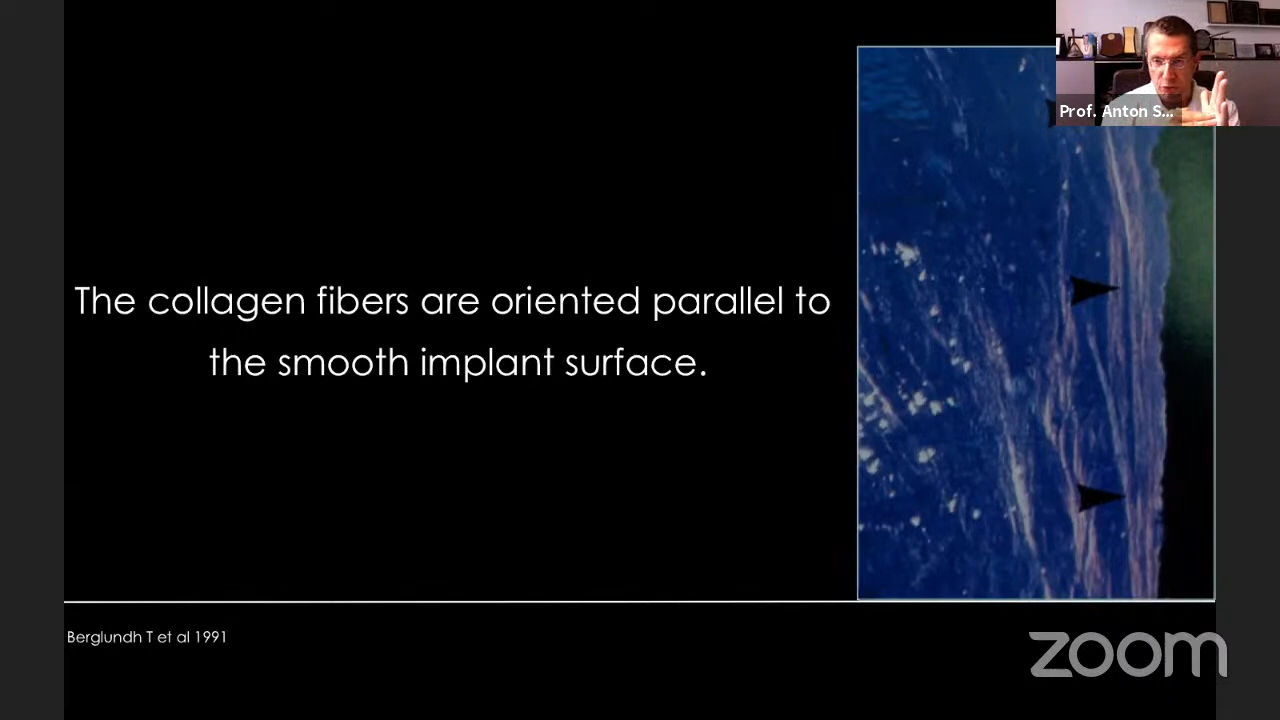 Prof. Anton S...
The collagen fibers are oriented parallel to
the smooth implant surface.
Berglundh T et al 1991
zoom